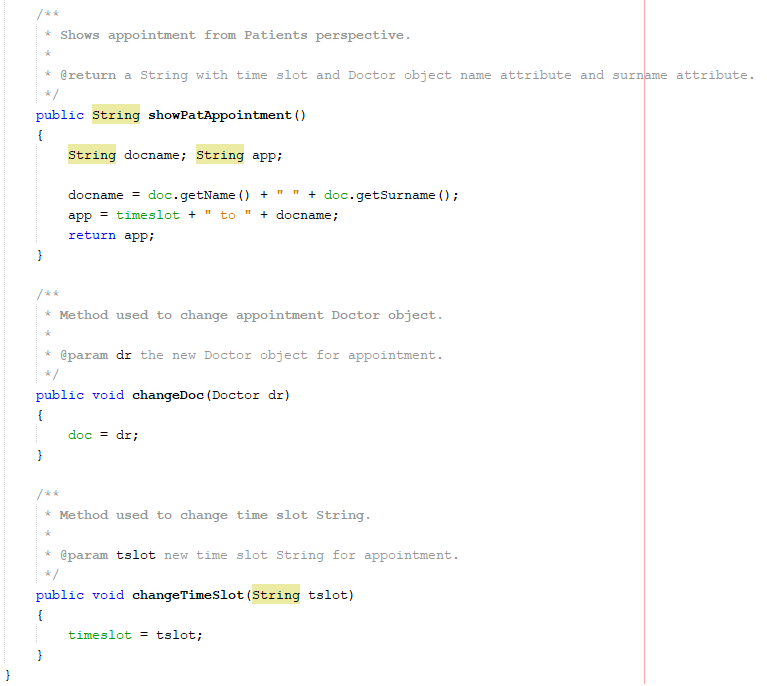 /**
 * Shows appointment from Patients perspective.
 *
 * @return a String with time slot and Doctor object name attribute and surname attribute.
 */
public String showPatAppointment()
{
    String docname; String app;

    docname = doc.getName() + " " + doc.getSurname();
    app = timeslot + " to " + docname;
    return app;
}

/**
 * Method used to change appointment Doctor object.
 *
 * @param dr the new Doctor object for appointment.
 */
public void changeDoc(Doctor dr)
{
    doc = dr;
}

/**
 * Method used to change time slot String.
 *
 * @param tslot new time slot String for appointment.
 */
public void changeTimeSlot(String tslot)
{
    timeslot = tslot;
}
}